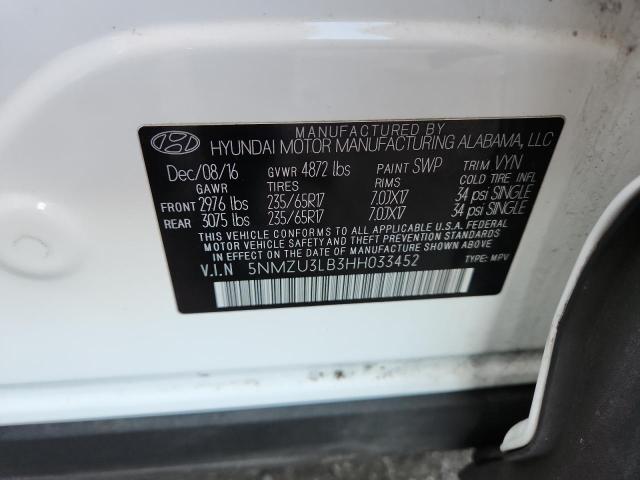 MANUFACTURED BY
HYUNDAI MOTOR MANUFACTURING ALABAMA, LLC
Dec/08/16 GVWR 4872 lbs PAINT SWP TRIM VYN
GAWR TIRES RIMS COLD TIRE INFL
FRONT 2976 lbs 235/65R17 7.0JX17 34 psi SINGLE
REAR 3075 lbs 235/65R17 7.0JX17 34 psi SINGLE
THIS VEHICLE CONFORMS TO ALL APPLICABLE U.S.A. FEDERAL
MOTOR VEHICLE SAFETY AND THEFT PREVENTION
STANDARDS IN EFFECT ON THE DATE OF MANUFACTURE SHOWN ABOVE.
V.I.N 5NMZU3LB3HH033452 TYPE: MPV